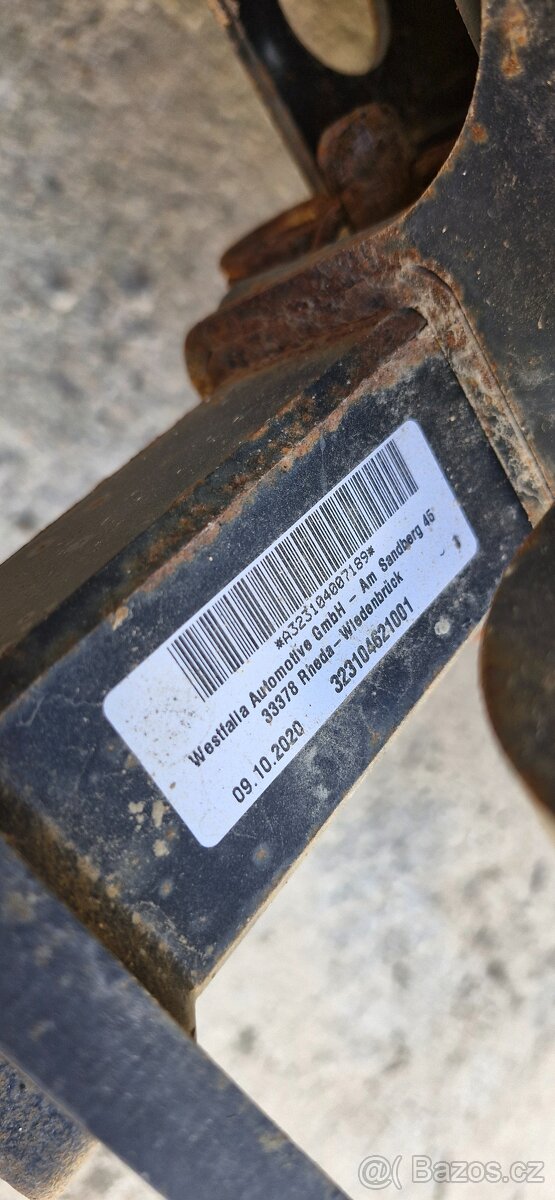 *A323104007189*
Westfalia Automotive GmbH - Am Sandberg 45
33378 Rheda-Wiedenbrück
09.10.2020 323104621001
@( Bazos.cz